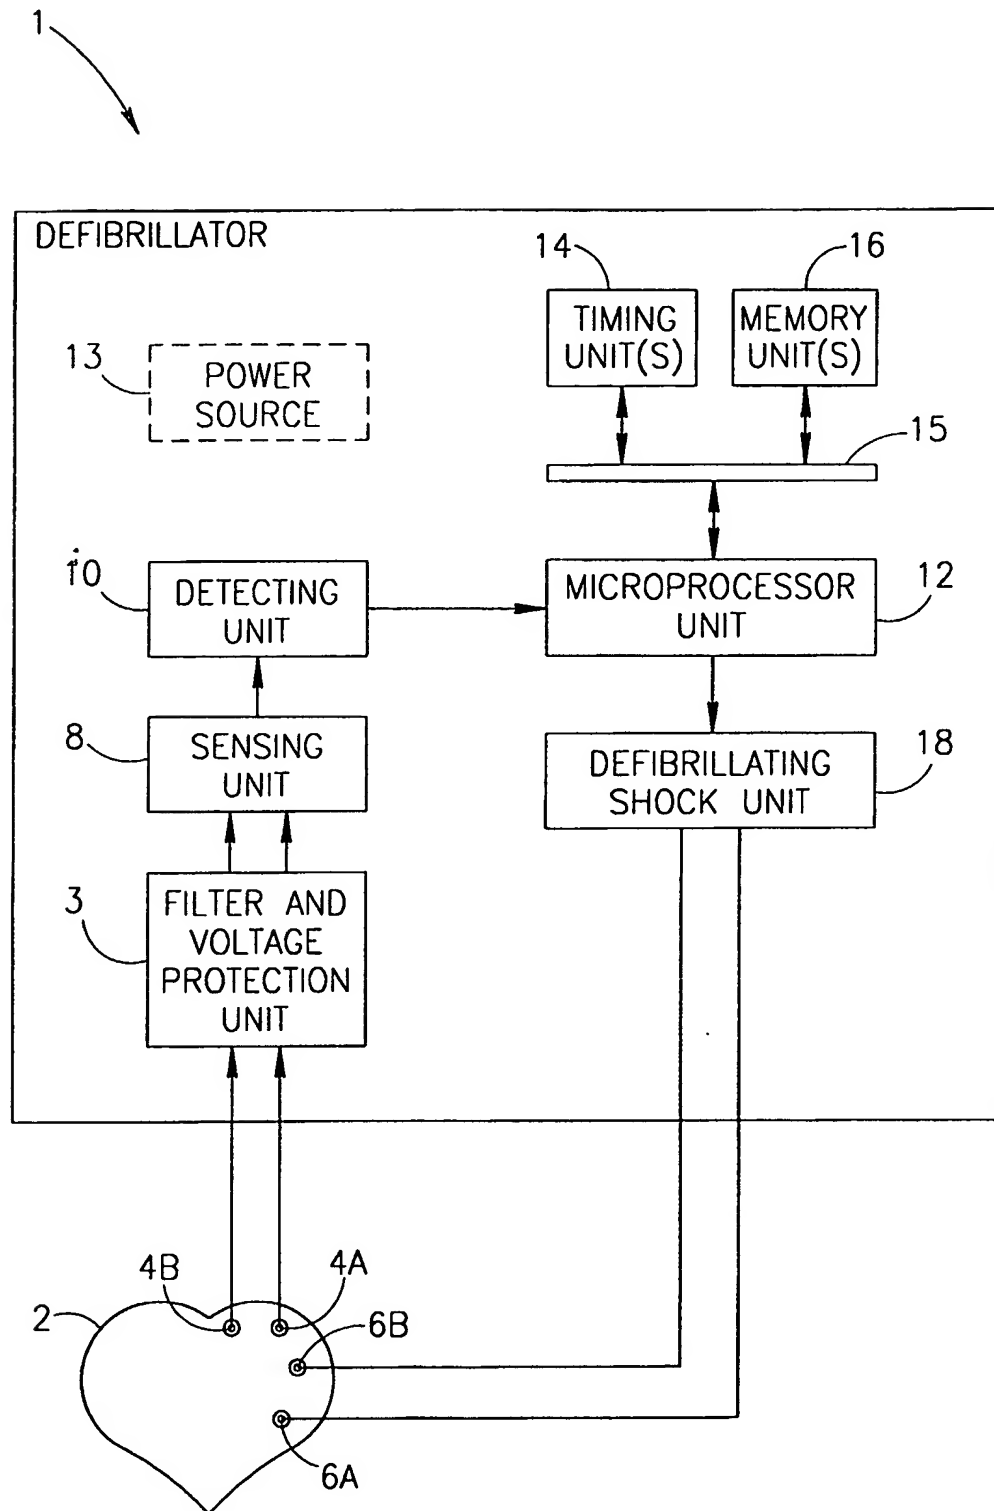 1
DEFIBRILLATOR
14
16
TIMING
UNIT(S)
MEMORY
UNIT(S)
13
POWER
SOURCE
15
10
DETECTING
UNIT
MICROPROCESSOR
UNIT
12
8
SENSING
UNIT
DEFIBRILLATING
SHOCK UNIT
18
3
FILTER AND
VOLTAGE
PROTECTION
UNIT
4B
4A
2
6B
6A